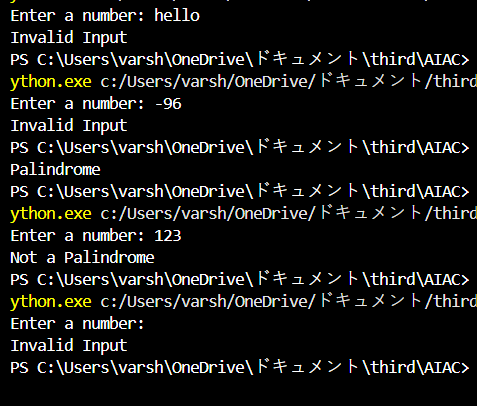 Enter a number: hello
Invalid Input
PS C:\Users\varsh\OneDrive\ドキュメント\third\AIAC>
ython.exe c:/Users/varsh/OneDrive/ドキュメント/third
Enter a number: -96
Invalid Input
PS C:\Users\varsh\OneDrive\ドキュメント\third\AIAC>
Palindrome
PS C:\Users\varsh\OneDrive\ドキュメント\third\AIAC>
ython.exe c:/Users/varsh/OneDrive/ドキュメント/third
Enter a number: 123
Not a Palindrome
PS C:\Users\varsh\OneDrive\ドキュメント\third\AIAC>
ython.exe c:/Users/varsh/OneDrive/ドキュメント/third
Enter a number:
Invalid Input
PS C:\Users\varsh\OneDrive\ドキュメント\third\AIAC>